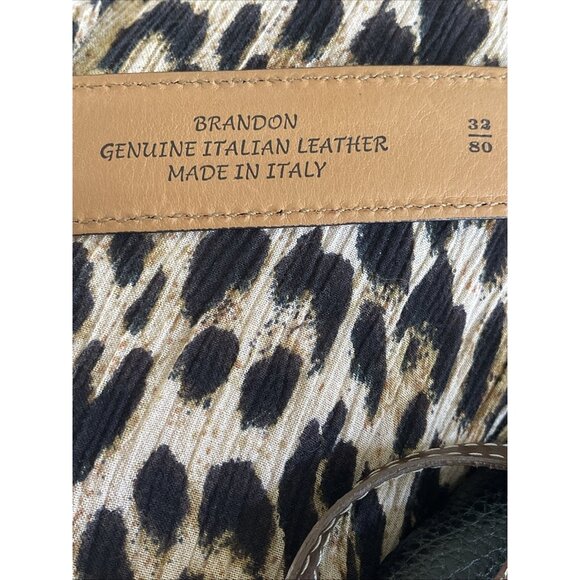 BRANDON
GENUINE ITALIAN LEATHER
MADE IN ITALY
32
80